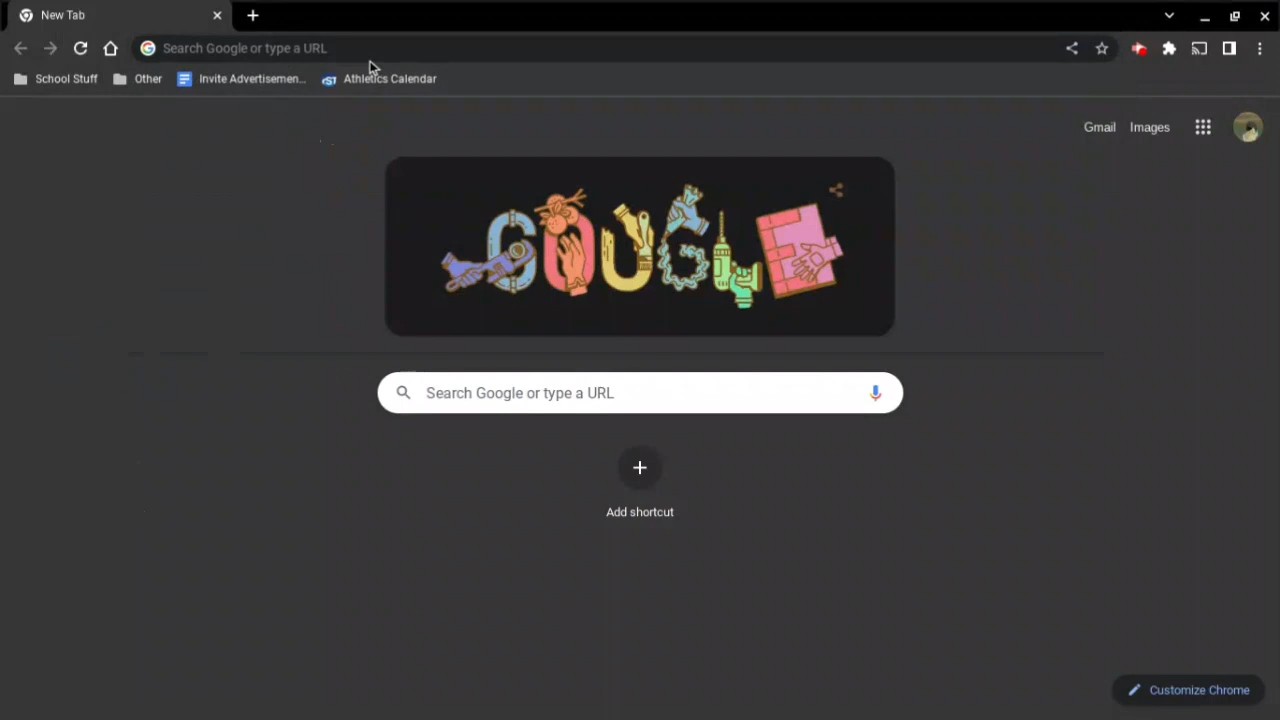 New Tab
Search Google or type a URL
School Stuff Other Invite Advertisemen... Athletics Calendar
Gmail Images
GOOGLE
Search Google or type a URL
Add shortcut
Customize Chrome